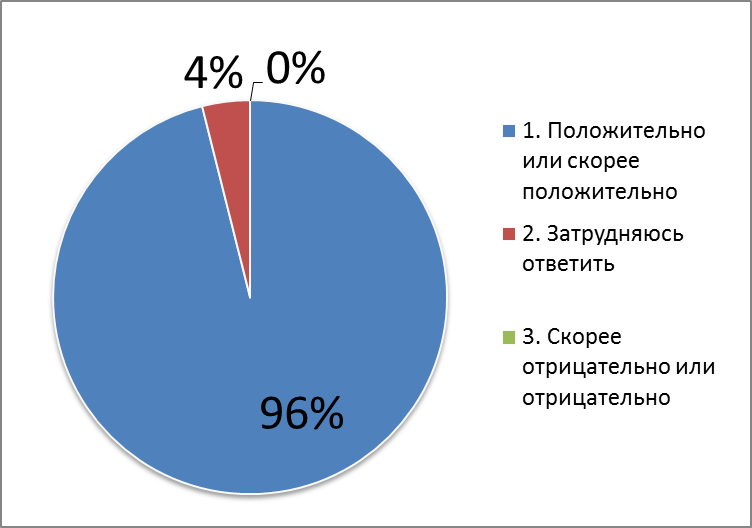 4%
0%
96%
1. Положительно
или скорее
положительно
2. Затрудняюсь
ответить
3. Скорее
отрицательно или
отрицательно